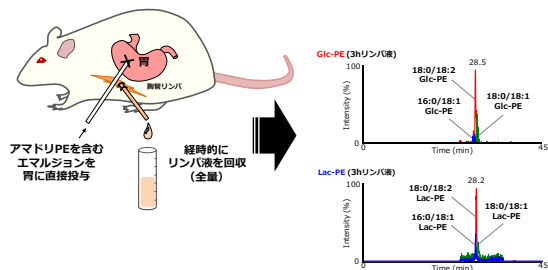 胃
胸管リンパ
アマドリPEを含む
エマルションを
胃に直接投与
経時的に
リンパ液を回収
（全量）
Glc-PE (3hリンパ液)
28.5
100
Intensity (%)
18:0/18:2
Glc-PE
16:0/18:1
Glc-PE
18:0/18:1
Glc-PE
0
0
Time (min)
45
Lac-PE (3hリンパ液)
28.2
100
Intensity (%)
18:0/18:2
Lac-PE
16:0/18:1
Lac-PE
18:0/18:1
Lac-PE
0
0
Time (min)
45